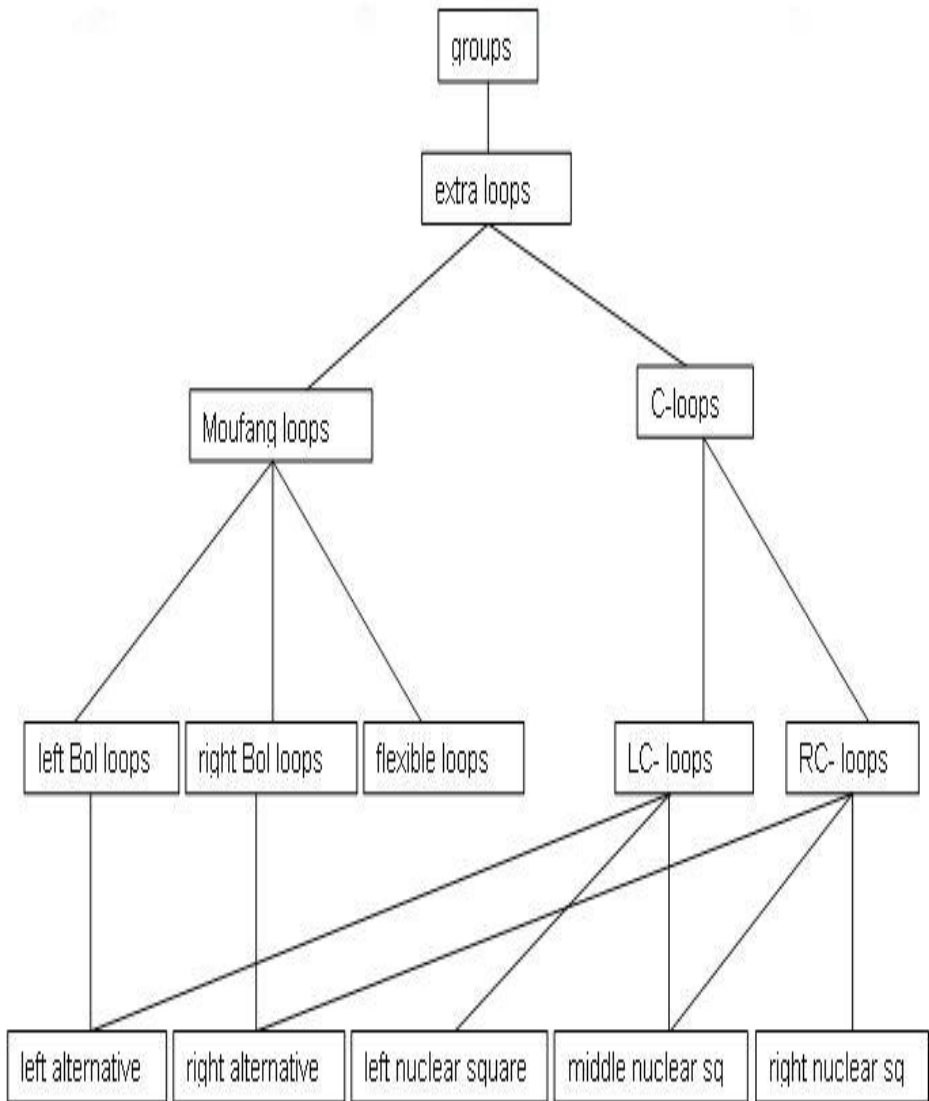 groups
extra loops
C-loops
Moufang loops
left Bol loops
right Bol loops
flexible loops
LC- loops
RC- loops
left alternative
right alternative
left nuclear square
middle nuclear sq
right nuclear sq